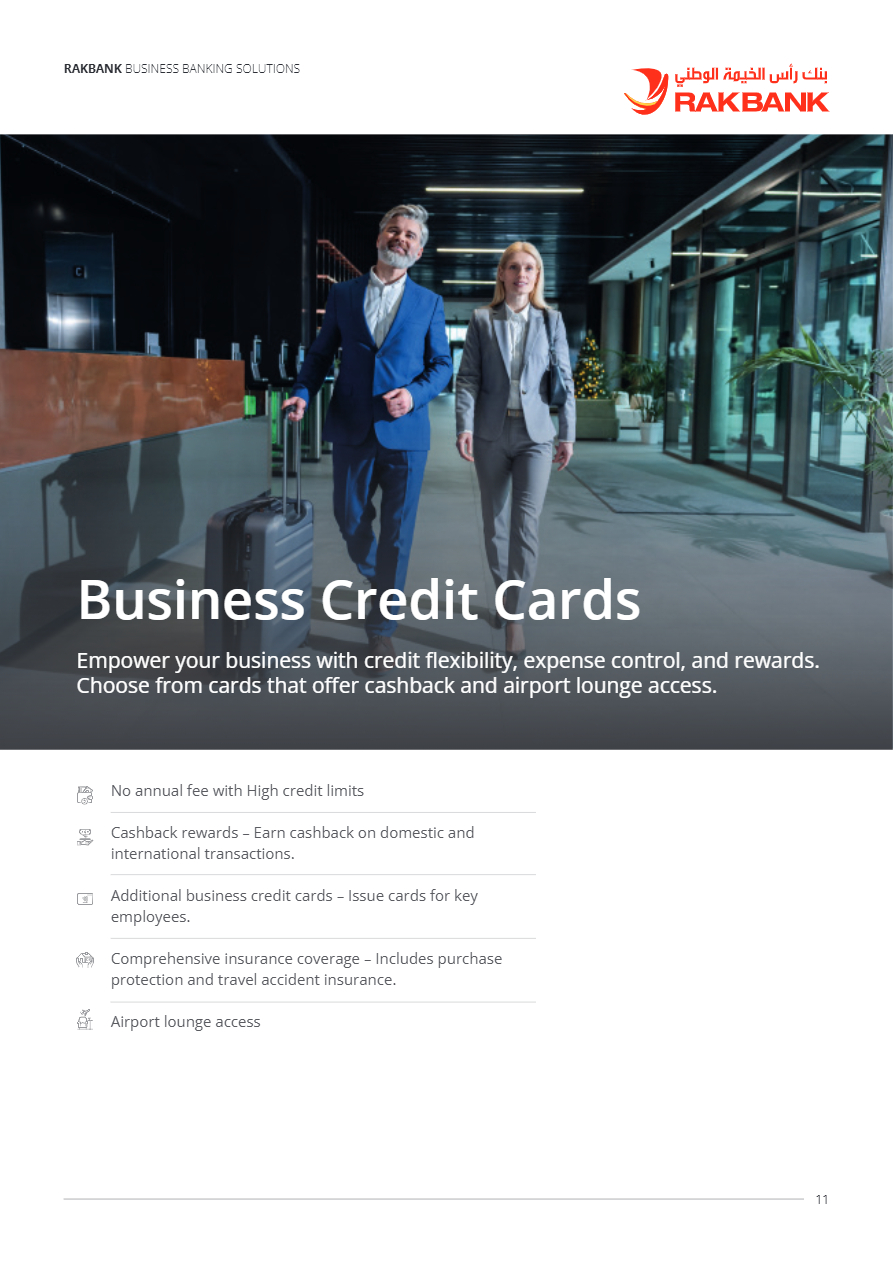 RAKBANK BUSINESS BANKING SOLUTIONS
بنك رأس الخيمة الوطني
RAKBANK
C
Business Credit Cards
Empower your business with credit flexibility, expense control, and rewards.
Choose from cards that offer cashback and airport lounge access.
No annual fee with High credit limits
Cashback rewards – Earn cashback on domestic and
international transactions.
Additional business credit cards – Issue cards for key
employees.
Comprehensive insurance coverage – Includes purchase
protection and travel accident insurance.
Airport lounge access
11